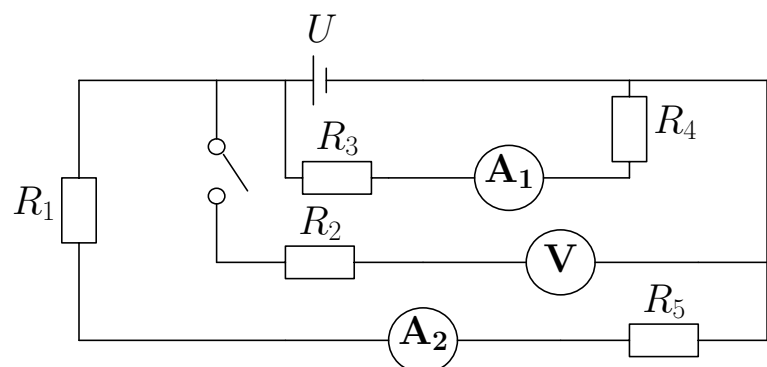 U
R₃
A₁
R₄
R₁
R₂
V
A₂
R₅